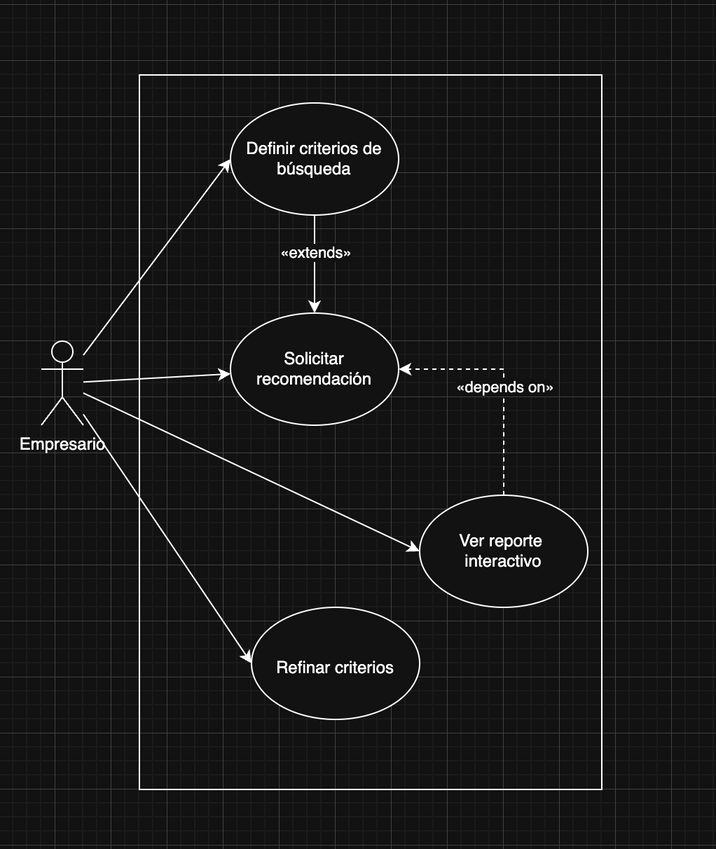 Definir criterios de
búsqueda
«extends»
Solicitar
recomendación
«depends on»
Empresario
Ver reporte
interactivo
Refinar criterios